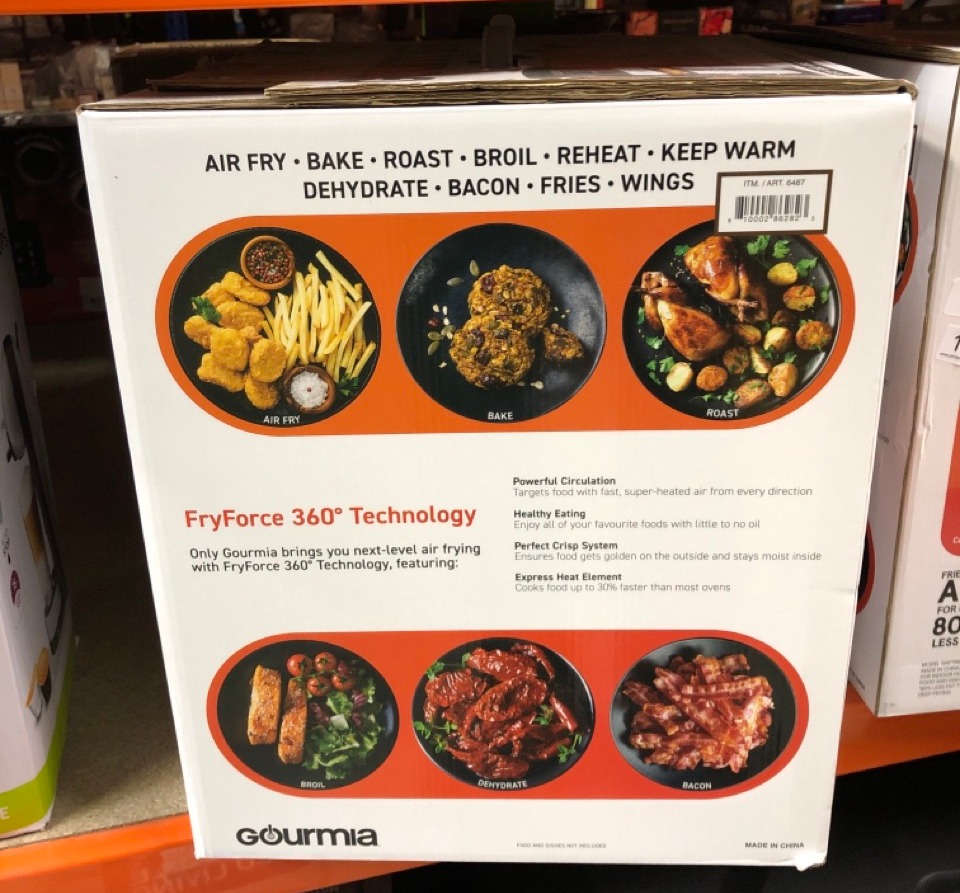 AIR FRY • BAKE • ROAST • BROIL • REHEAT • KEEP WARM
DEHYDRATE • BACON • FRIES • WINGS
ITM. / ART. 6467
AIR FRY
BAKE
ROAST
FryForce 360° Technology
Only Gourmia brings you next-level air frying
with FryForce 360° Technology, featuring:
Powerful Circulation
Targets food with fast, super-heated air from every direction
Healthy Eating
Enjoy all of your favourite foods with little to no oil
Perfect Crisp System
Ensures food gets golden on the outside and stays moist inside
Express Heat Element
Cooks food up to 30% faster than most ovens
BROIL
DEHYDRATE
BACON
GOURMIA
FOOD AND DISHES NOT INCLUDED
MADE IN CHINA
FRIE
A
FOR
80
LESS